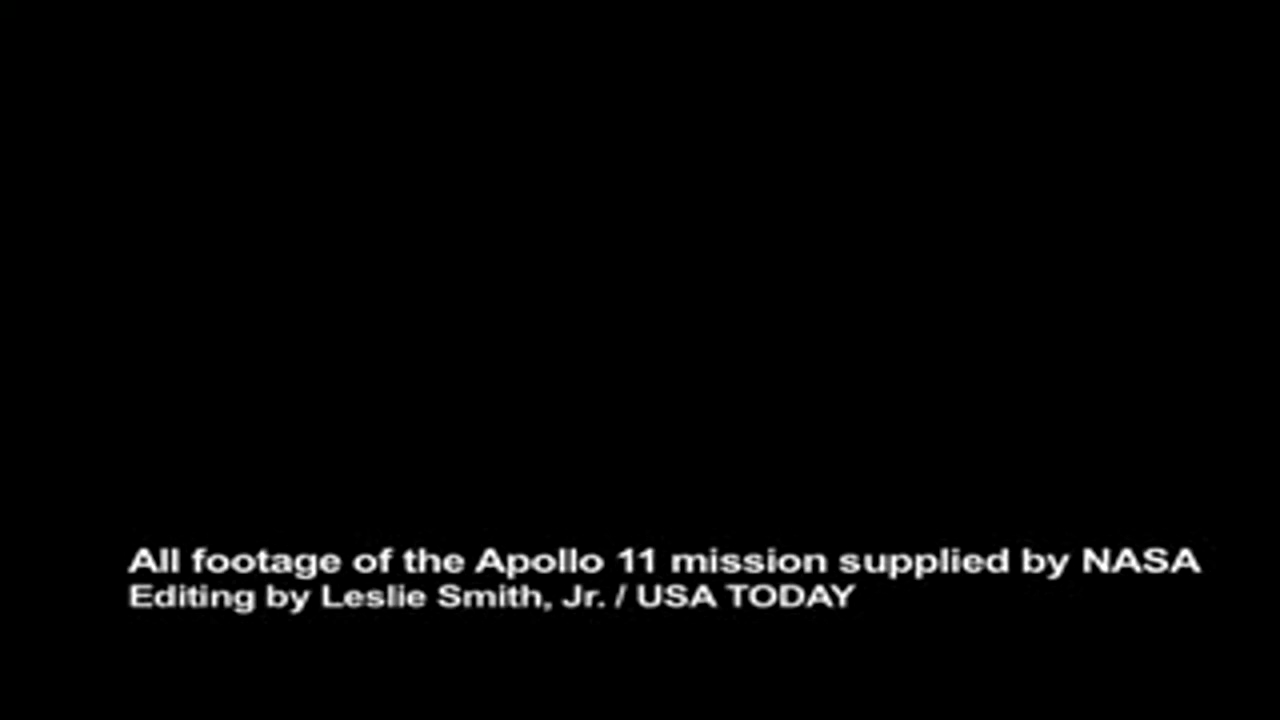 All footage of the Apollo 11 mission supplied by NASA
Editing by Leslie Smith, Jr. / USA TODAY